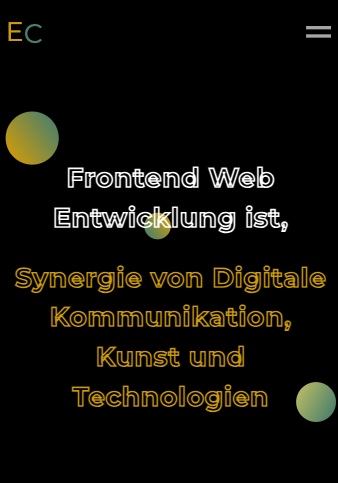 EC
Frontend Web
Entwicklung ist,
Synergie von Digitale
Kommunikation,
Kunst und
Technologien